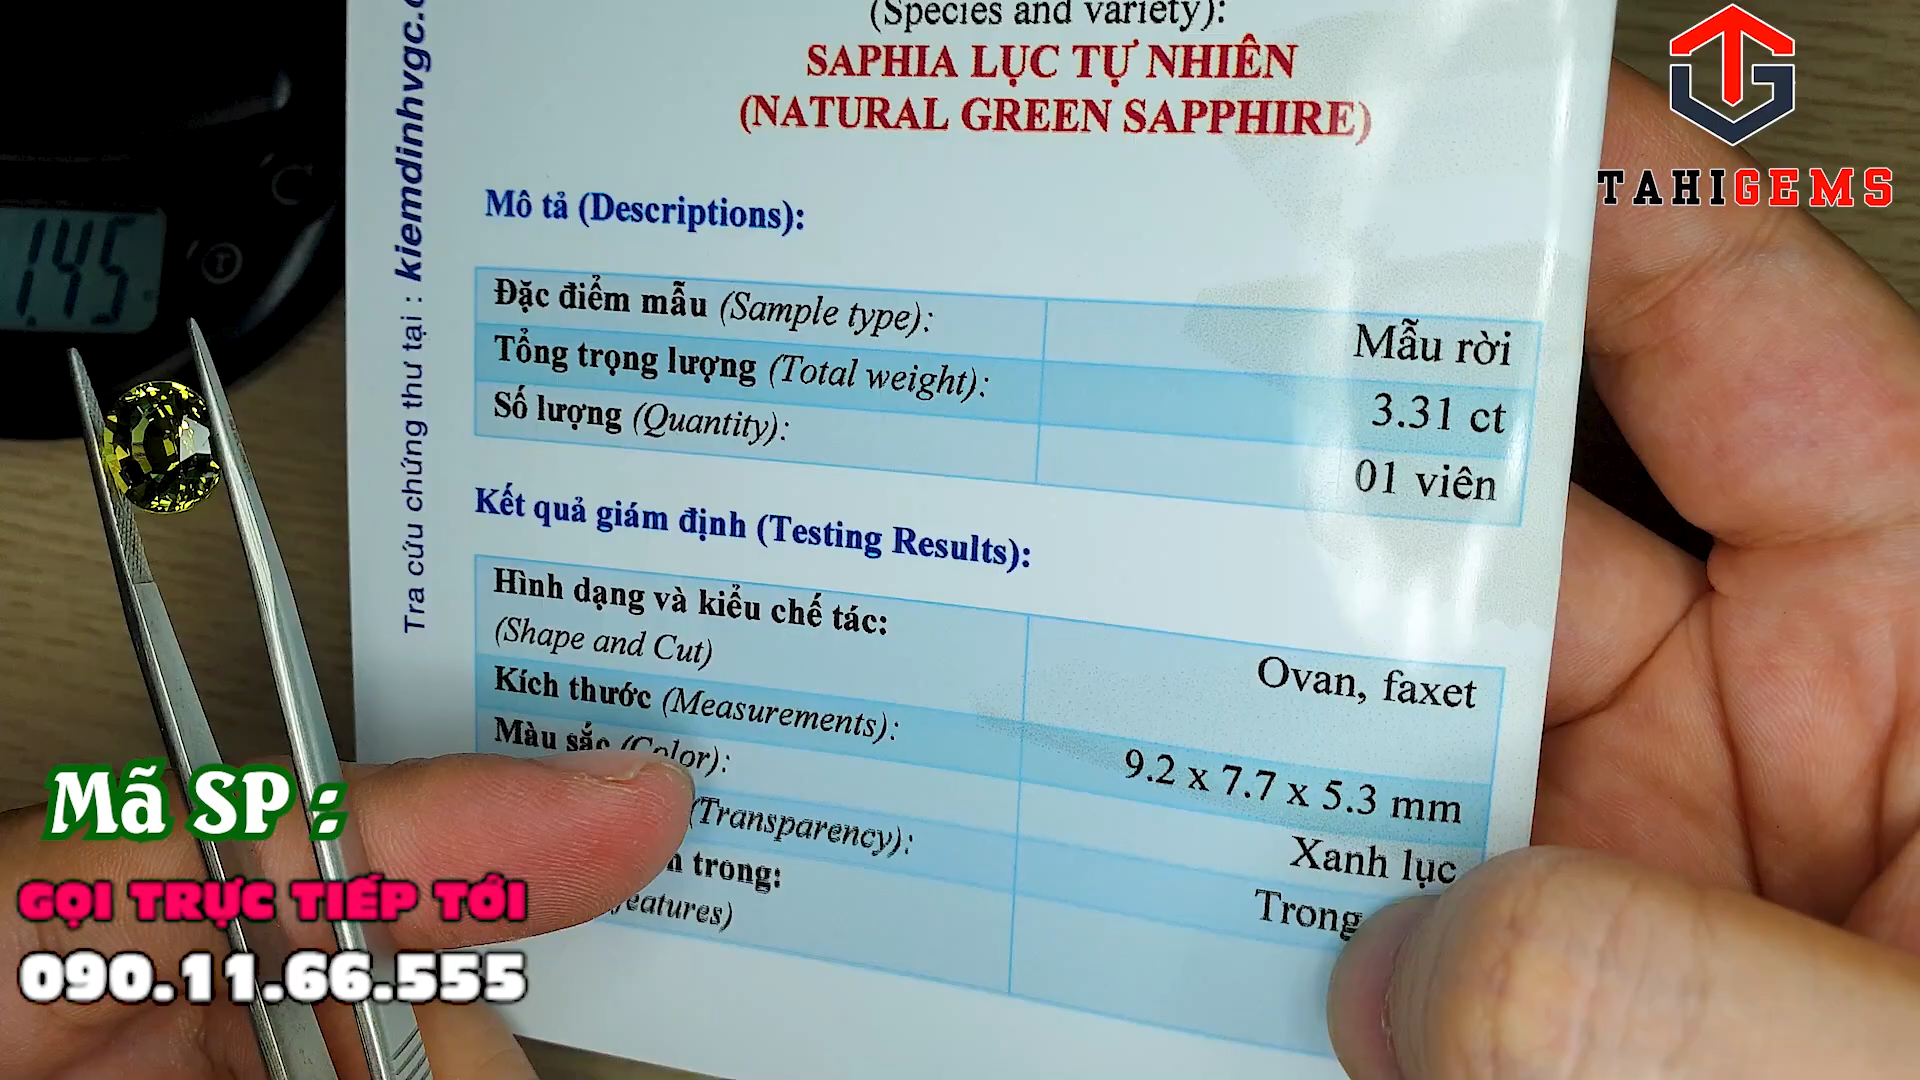 (Species and variety):
SAPHIA LỤC TỰ NHIÊN
(NATURAL GREEN SAPPHIRE)
TAHIGEMS
Mô tả (Descriptions):
Đặc điểm mẫu (Sample type): Mẫu rời
Tổng trọng lượng (Total weight): 3.31 ct
Số lượng (Quantity): 01 viên
Kết quả giám định (Testing Results):
Hình dạng và kiểu chế tác: Ovan, faxet
(Shape and Cut)
Kích thước (Measurements): 9.2 x 7.7 x 5.3 mm
Màu sắc (Color): Xanh lục
(Transparency): Trong
trong:
Tra cứu chứng thư tại : kiemdinhvgc.
1.45
Mã SP :
GỌI TRỰC TIẾP TỚI
090.11.66.555